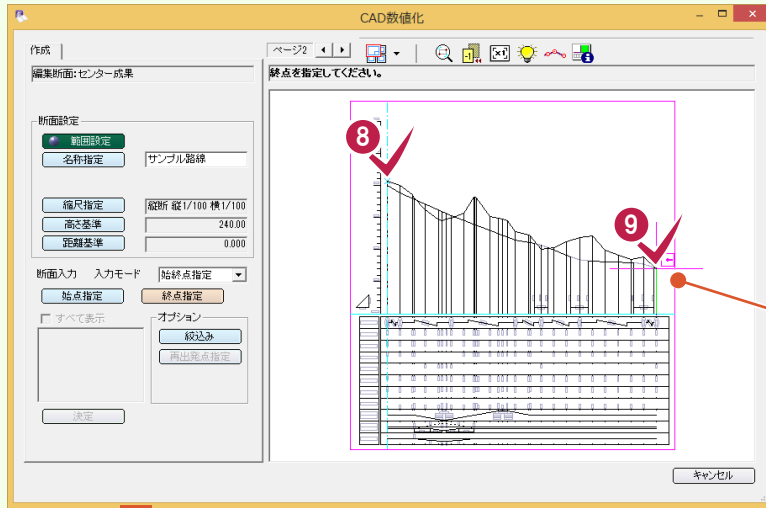 CAD数値化
作成
ページ2
編集断面:センター成果
終点を指定してください。
断面設定
範囲設定
名称指定 サンプル路線
縮尺指定 縦断 縦1/100 横1/100
高さ基準 240.00
距離基準 0.000
断面入力 入力モード 始終点指定
始点指定 終点指定
すべて表示
オプション
絞込み
再出発点指定
決定
8
9
キャンセル